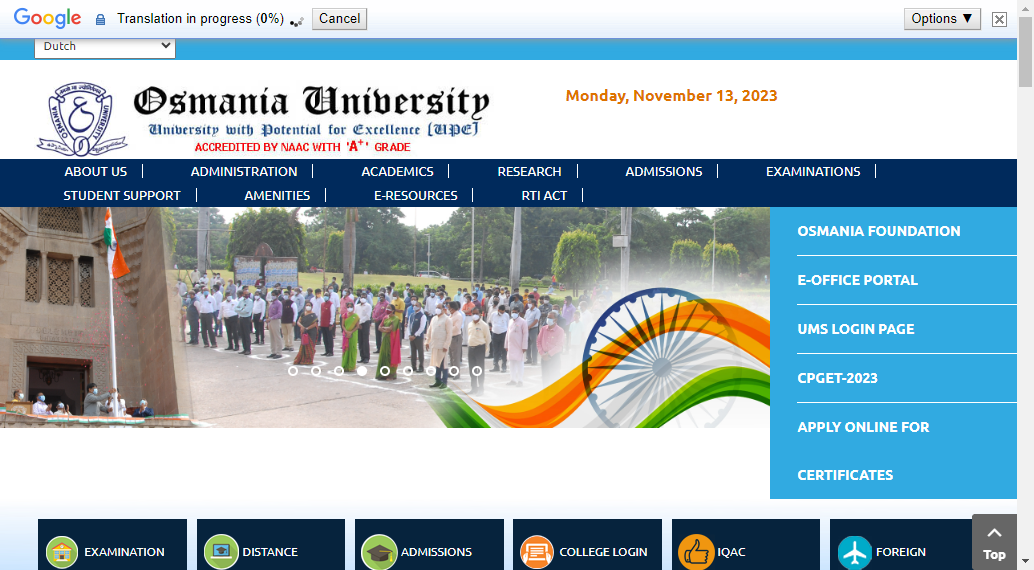 Google Translation in progress (0%) Cancel Options ▼
Dutch
Osmania University
University with Potential for Excellence [UPE]
ACCREDITED BY NAAC WITH 'A+' GRADE
Monday, November 13, 2023
ABOUT US ADMINISTRATION ACADEMICS RESEARCH ADMISSIONS EXAMINATIONS
STUDENT SUPPORT AMENITIES E-RESOURCES RTI ACT
OSMANIA FOUNDATION
E-OFFICE PORTAL
UMS LOGIN PAGE
CPGET-2023
APPLY ONLINE FOR
CERTIFICATES
EXAMINATION DISTANCE ADMISSIONS COLLEGE LOGIN IQAC FOREIGN
Top